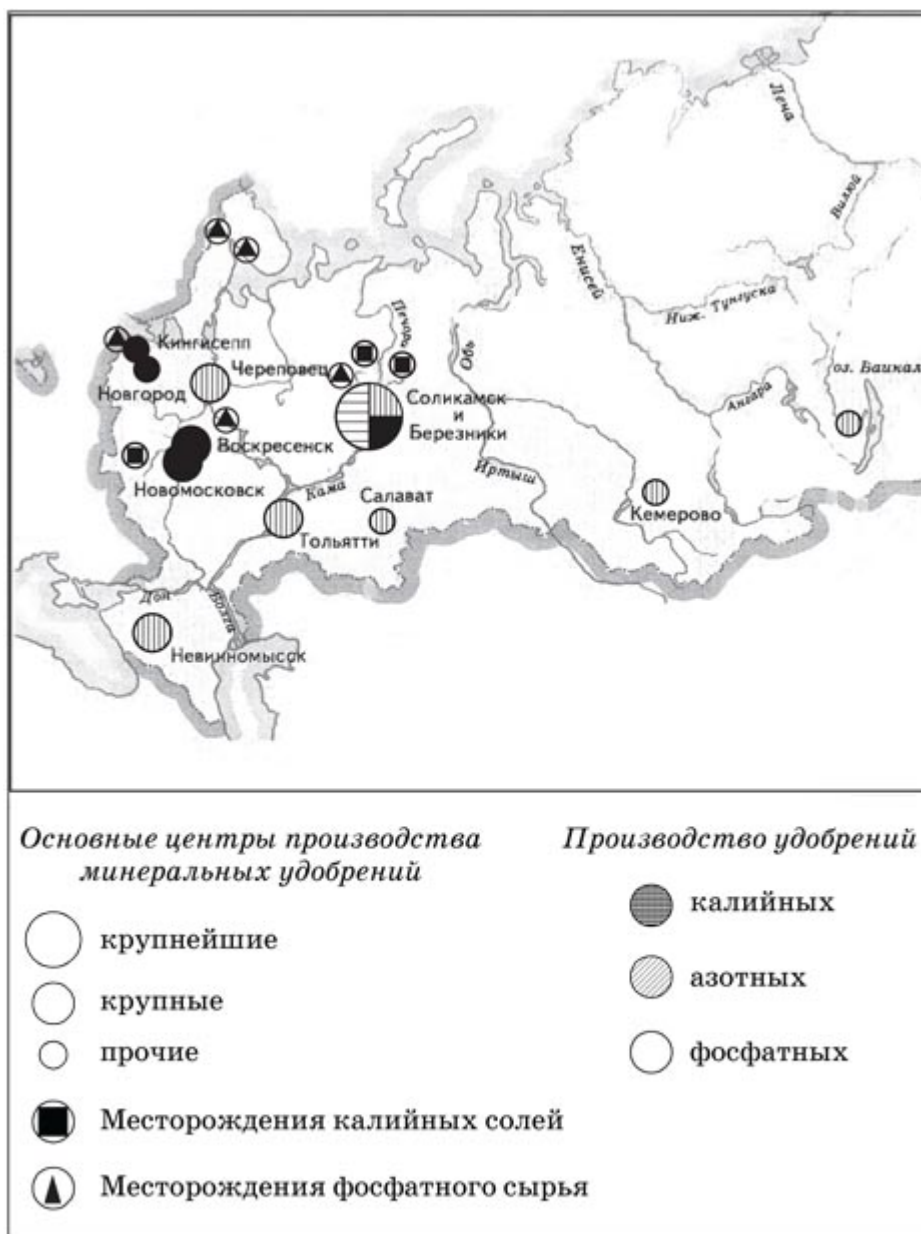 Лена
Вилюй
Енисей
Ниж. Тунгуска
Печора
Обь
Кингисепп
Череповец
оз. Байкал
Новгород
Соликамск
и
Березники
Ангара
Воскресенск
Новомосковск
Иртыш
Кама
Салават
Кемерово
Тольятти
Дон
Волга
Невинномысск
Основные центры производства
минеральных удобрений
крупнейшие
крупные
прочие
Месторождения калийных солей
Месторождения фосфатного сырья
Производство удобрений
калийных
азотных
фосфатных